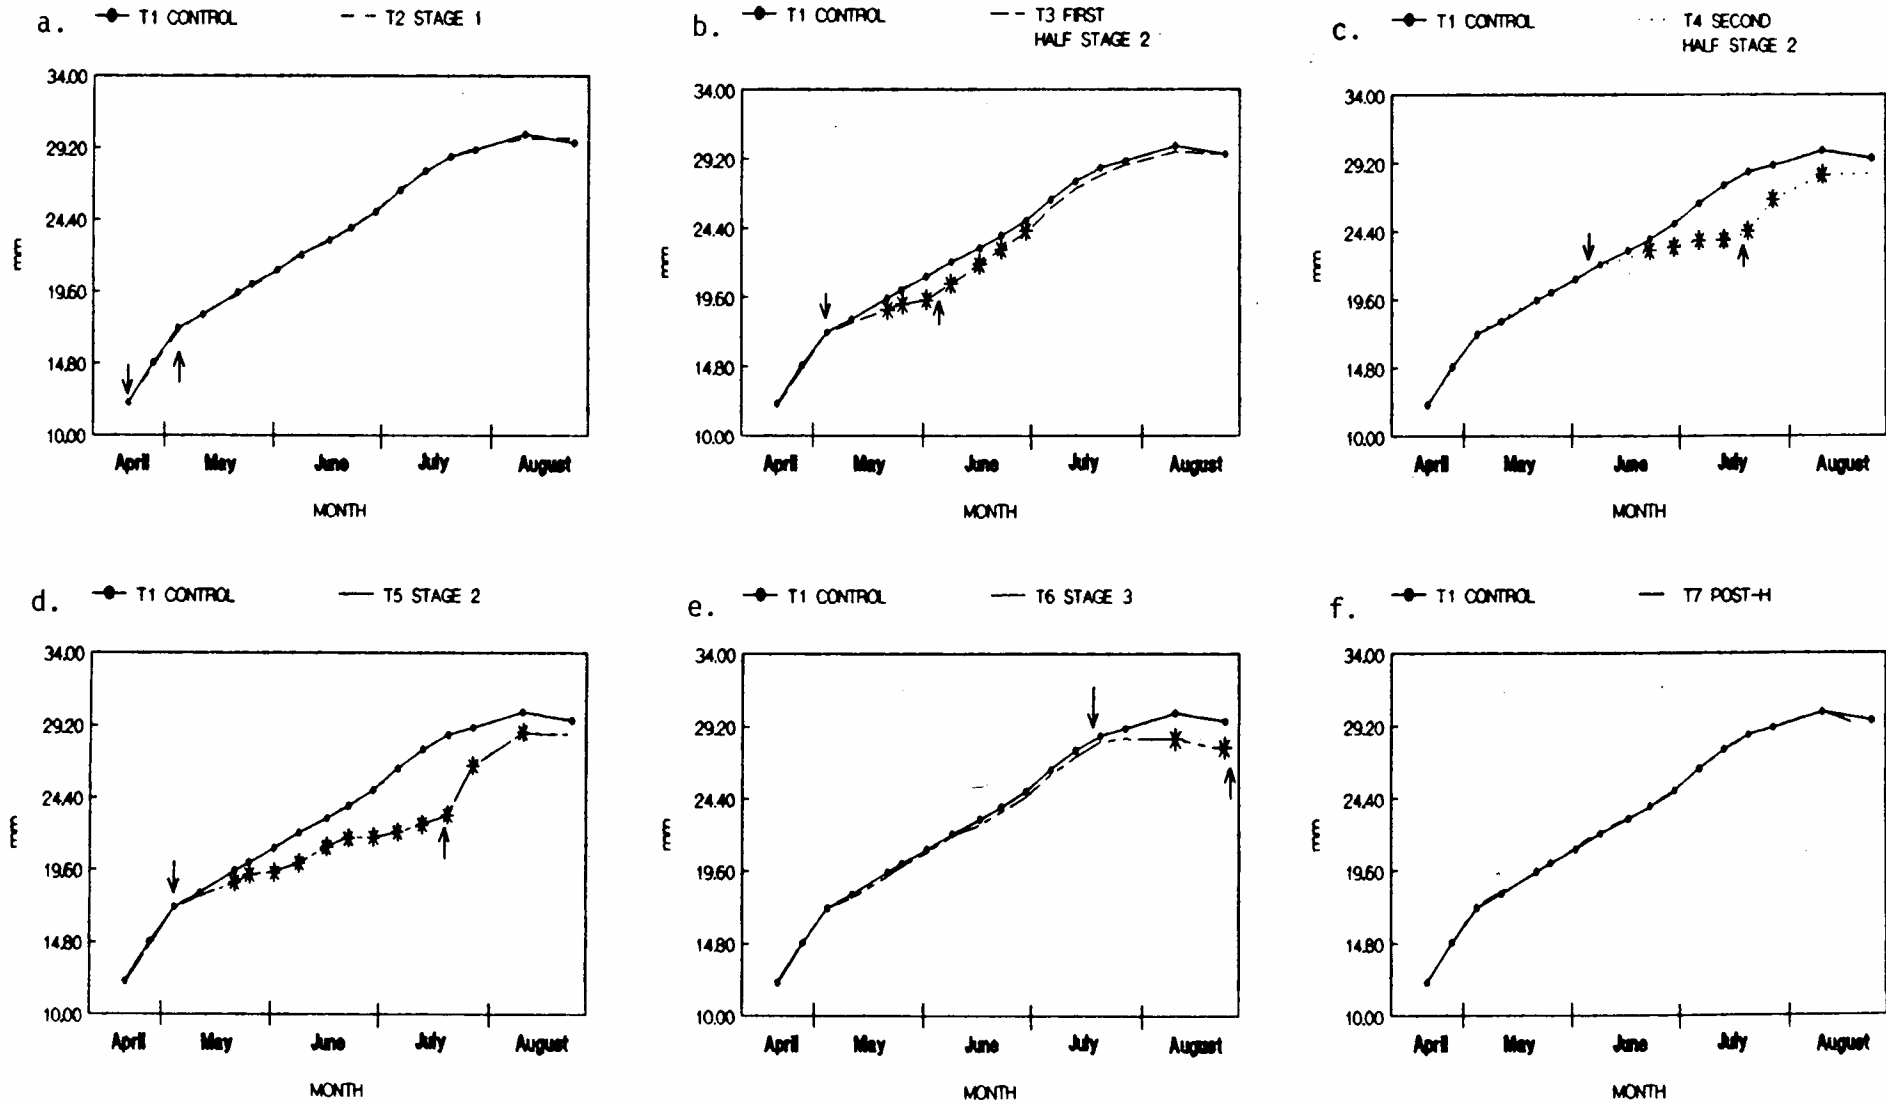 a. T1 CONTROL T2 STAGE 1
34.00
29.20
24.40
19.60
14.80
10.00
mm
April May June July August
MONTH
b. T1 CONTROL T3 FIRST
HALF STAGE 2
34.00
29.20
24.40
19.60
14.80
10.00
mm
April May June July August
MONTH
c. T1 CONTROL T4 SECOND
HALF STAGE 2
34.00
29.20
24.40
19.60
14.80
10.00
mm
April May June July August
MONTH
d. T1 CONTROL T5 STAGE 2
34.00
29.20
24.40
19.60
14.80
10.00
mm
April May June July August
MONTH
e. T1 CONTROL T6 STAGE 3
34.00
29.20
24.40
19.60
14.80
10.00
mm
April May June July August
MONTH
f. T1 CONTROL T7 POST-H
34.00
29.20
24.40
19.60
14.80
10.00
mm
April May June July August
MONTH